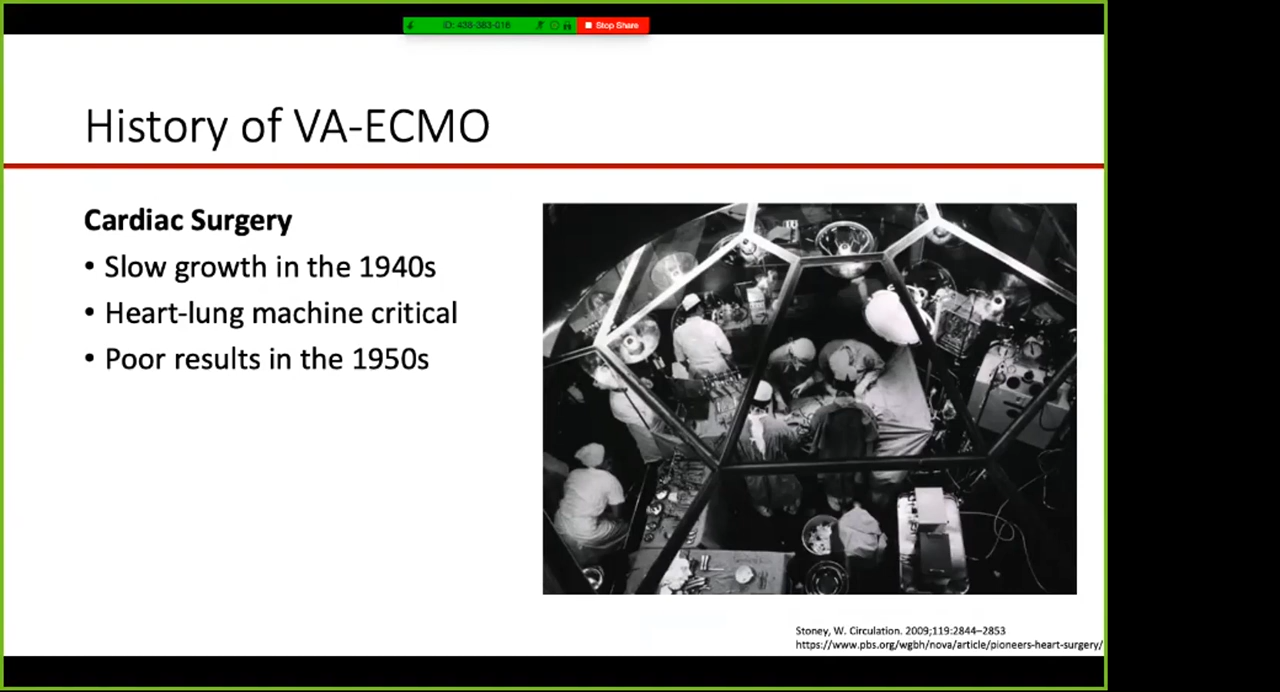 ID: 438-383-016 Stop Share
History of VA-ECMO
Cardiac Surgery
• Slow growth in the 1940s
• Heart-lung machine critical
• Poor results in the 1950s
Stoney, W. Circulation. 2009;119:2844–2853
https://www.pbs.org/wgbh/nova/article/pioneers-heart-surgery/